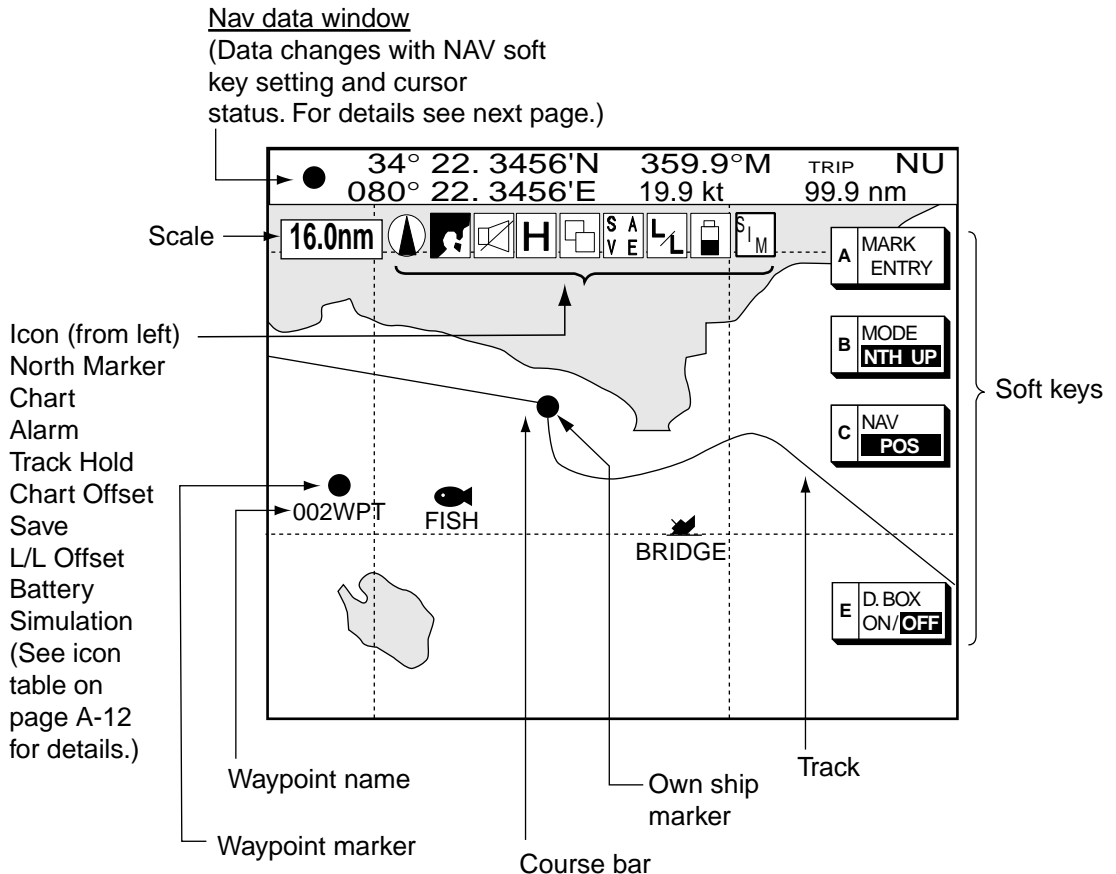 Nav data window
(Data changes with NAV soft
key setting and cursor
status. For details see next page.)
34° 22. 3456'N 359.9°M TRIP NU
080° 22. 3456'E 19.9 kt 99.9 nm
Scale
16.0nm
H
S A
V E
L/L
SIM
A MARK
ENTRY
B MODE
NTH UP
C NAV
POS
E D. BOX
ON/OFF
Soft keys
Icon (from left)
North Marker
Chart
Alarm
Track Hold
Chart Offset
Save
L/L Offset
Battery
Simulation
(See icon
table on
page A-12
for details.)
002WPT
FISH
BRIDGE
Waypoint name
Waypoint marker
Course bar
Own ship
marker
Track